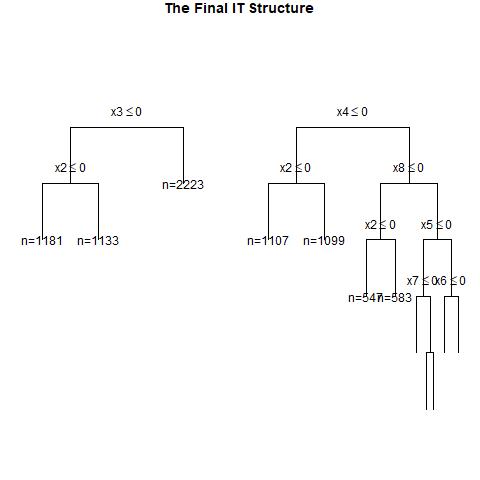 The Final IT Structure
x3 ≤ 0
x4 ≤ 0
x2 ≤ 0
x2 ≤ 0
x8 ≤ 0
n=2223
x2 ≤ 0
x5 ≤ 0
n=1181
n=1133
n=1107
n=1099
x7 ≤ 0
x6 ≤ 0
n=547
n=583